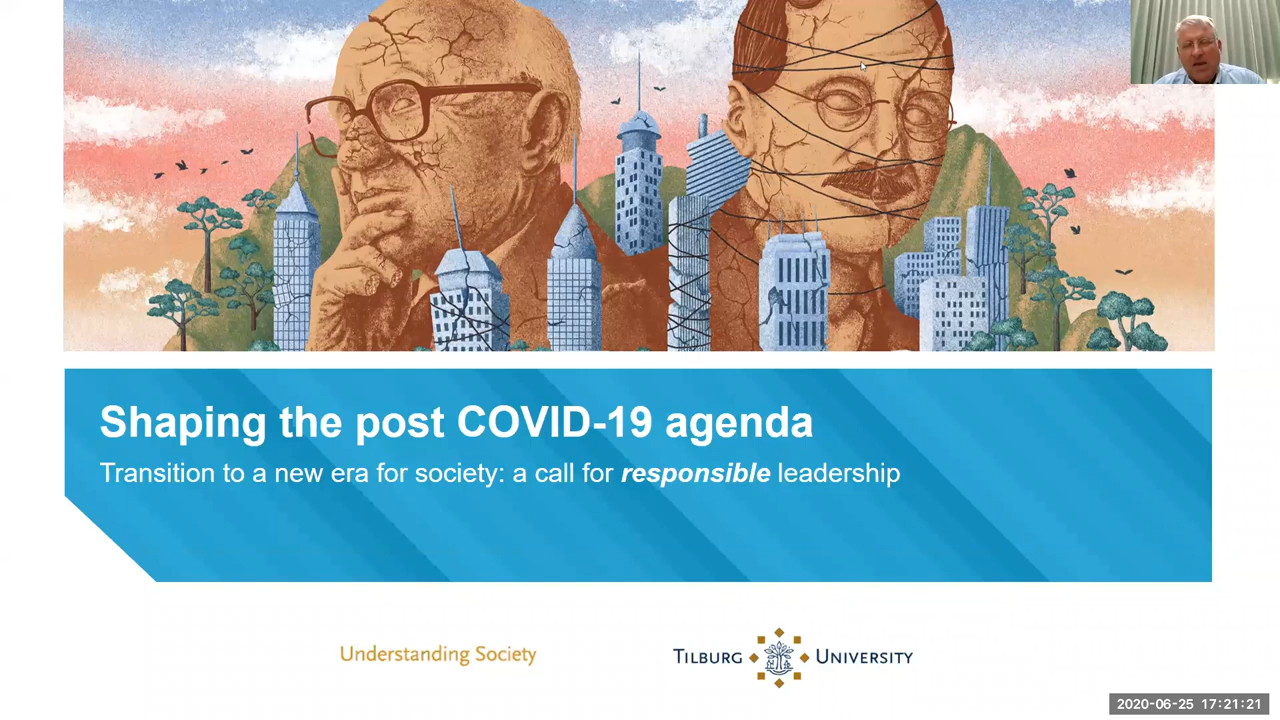 Shaping the post COVID-19 agenda
Transition to a new era for society: a call for responsible leadership
Understanding Society
TILBURG UNIVERSITY
2020-06-25 17:21:21